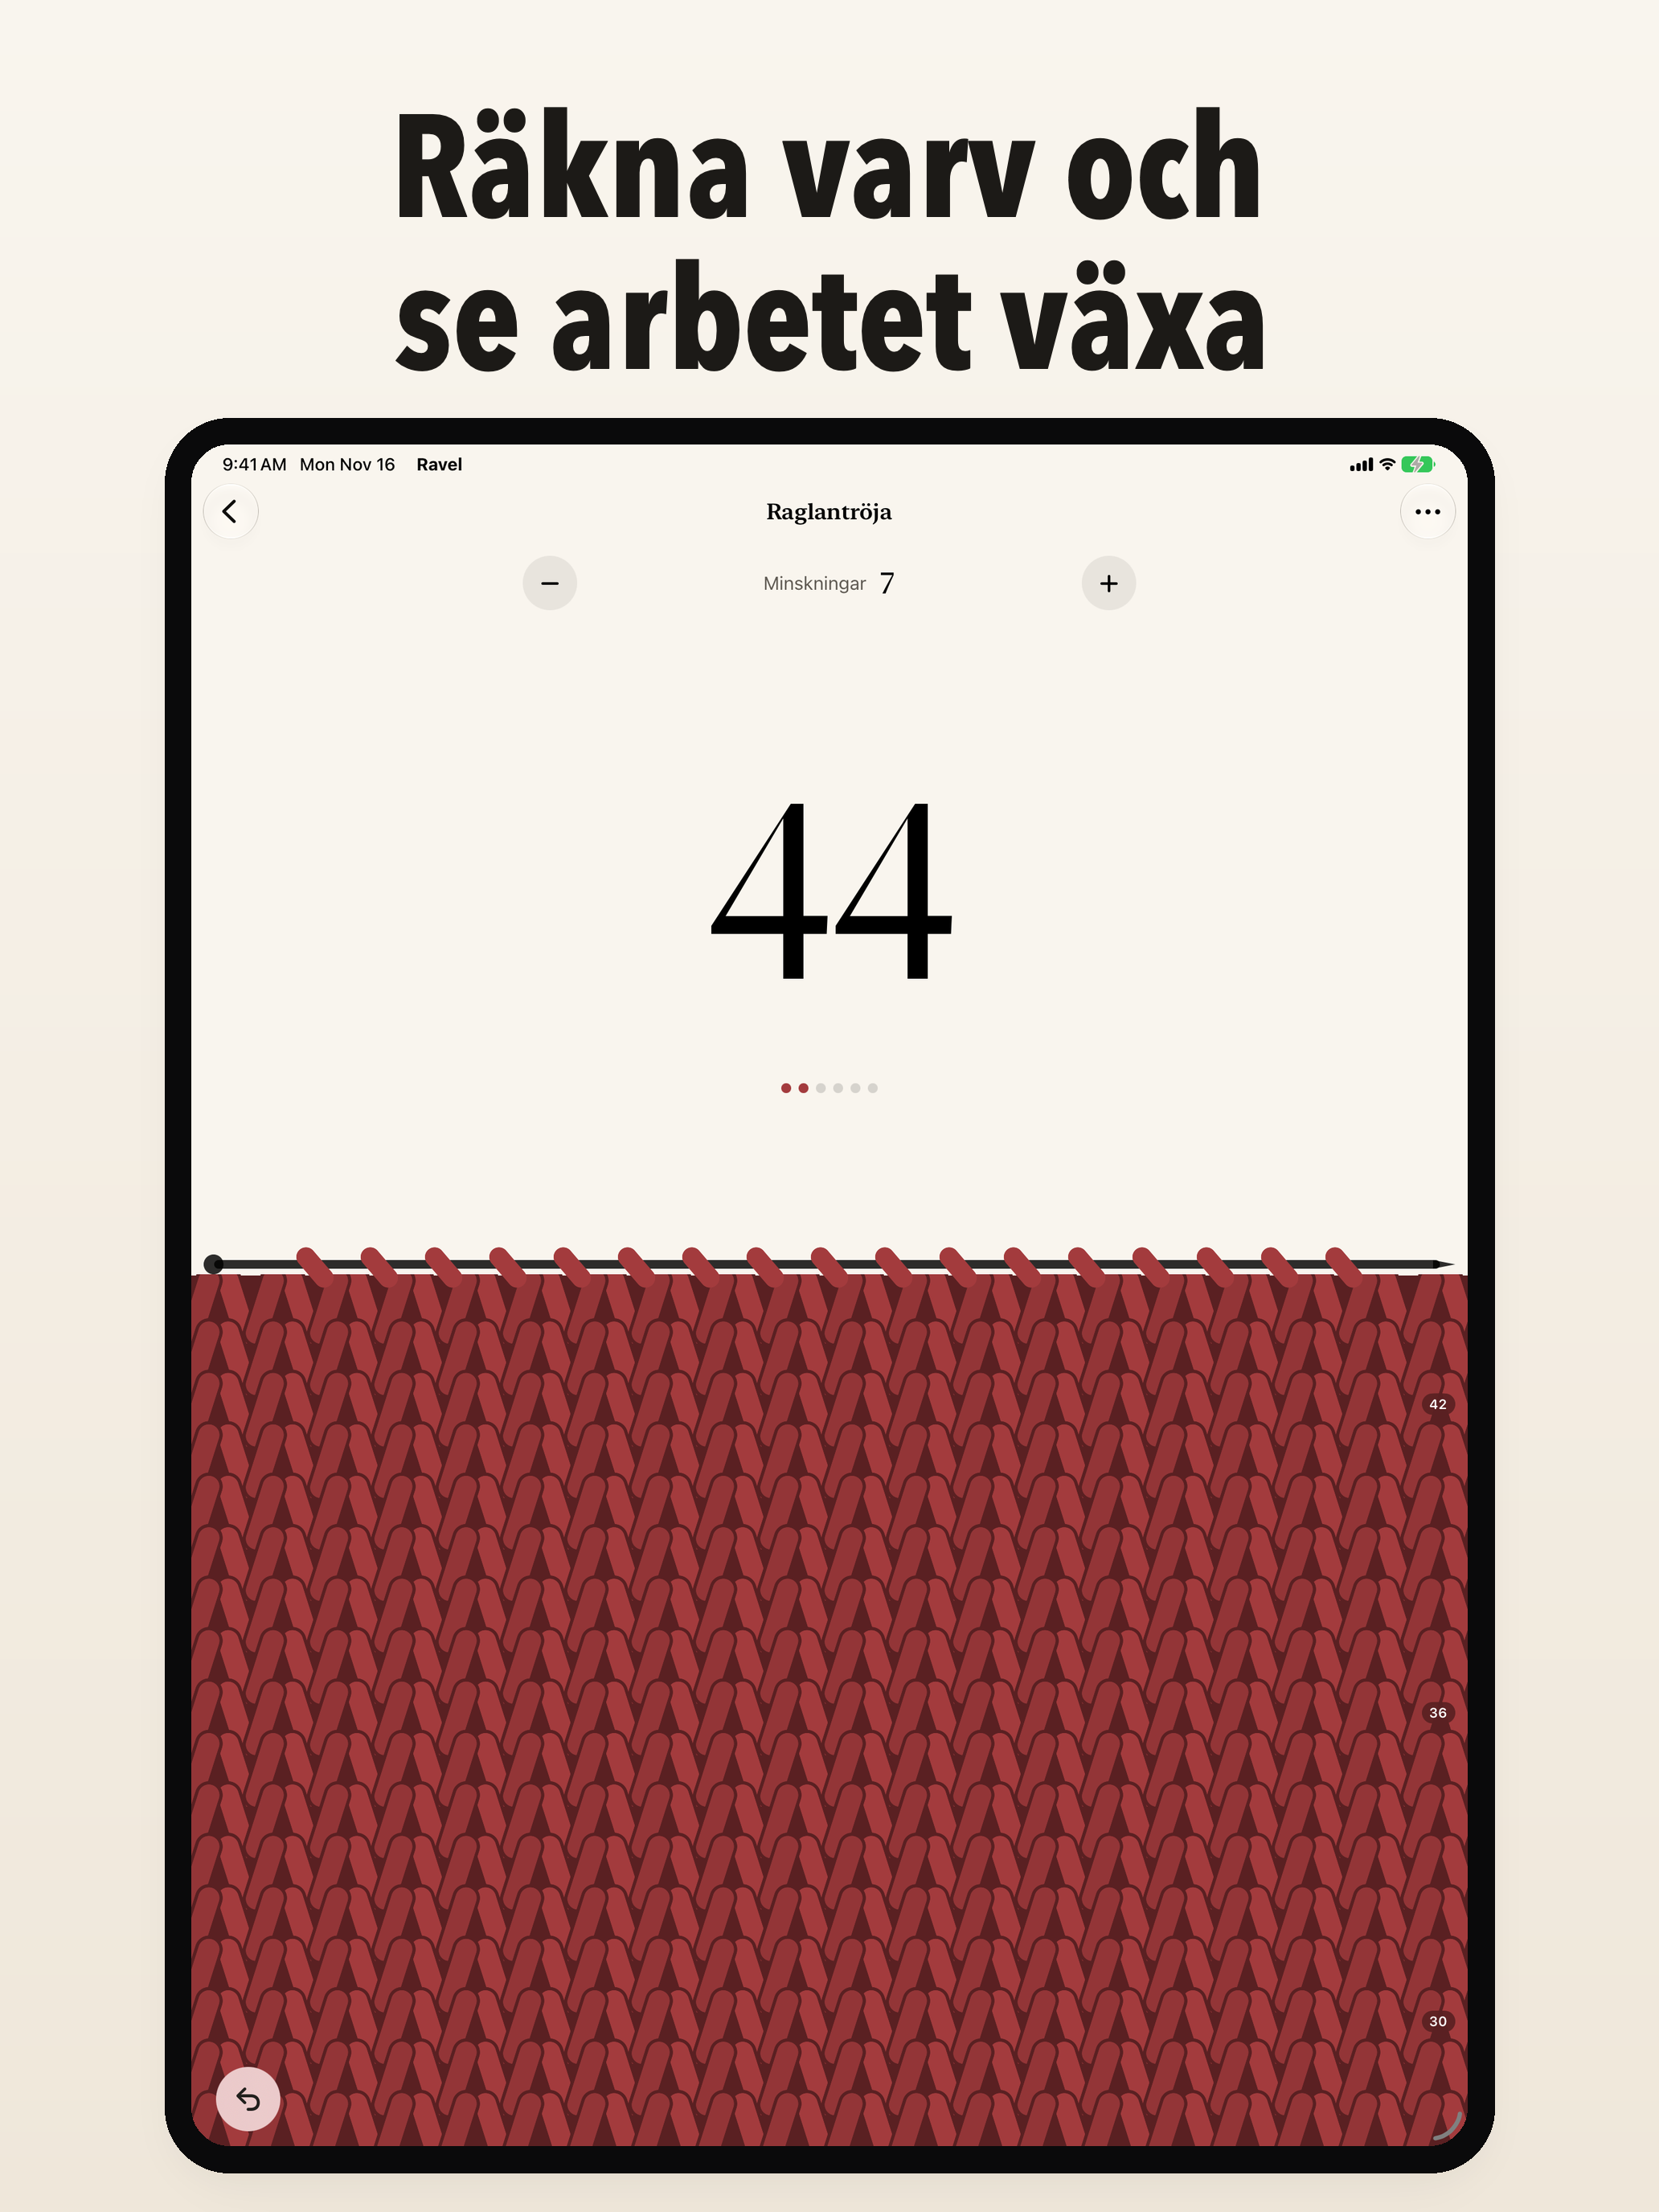 Räkna varv och
se arbetet växa
9:41 AM Mon Nov 16 Ravel
Raglantröja
Minskningar 7
44
42
36
30